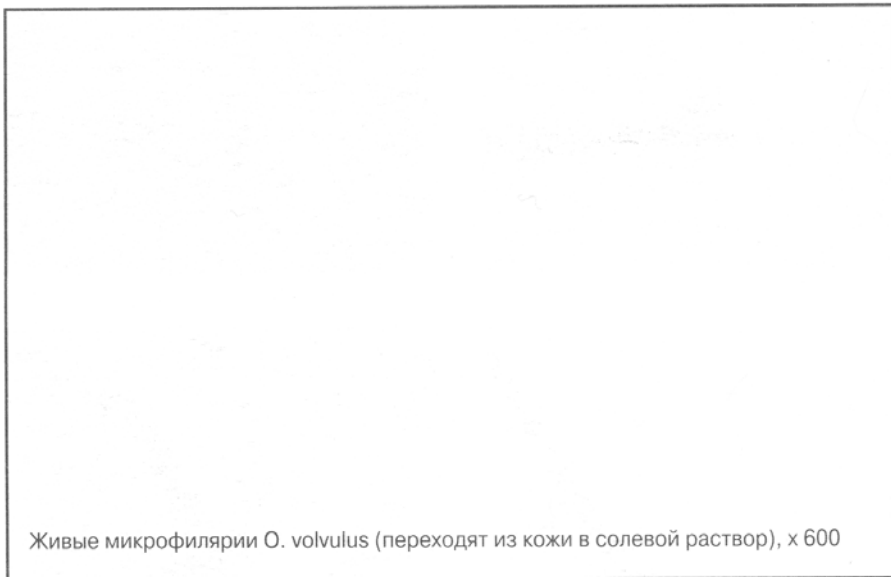 Живые микрофилярии O. volvulus (переходят из кожи в солевой раствор), x 600